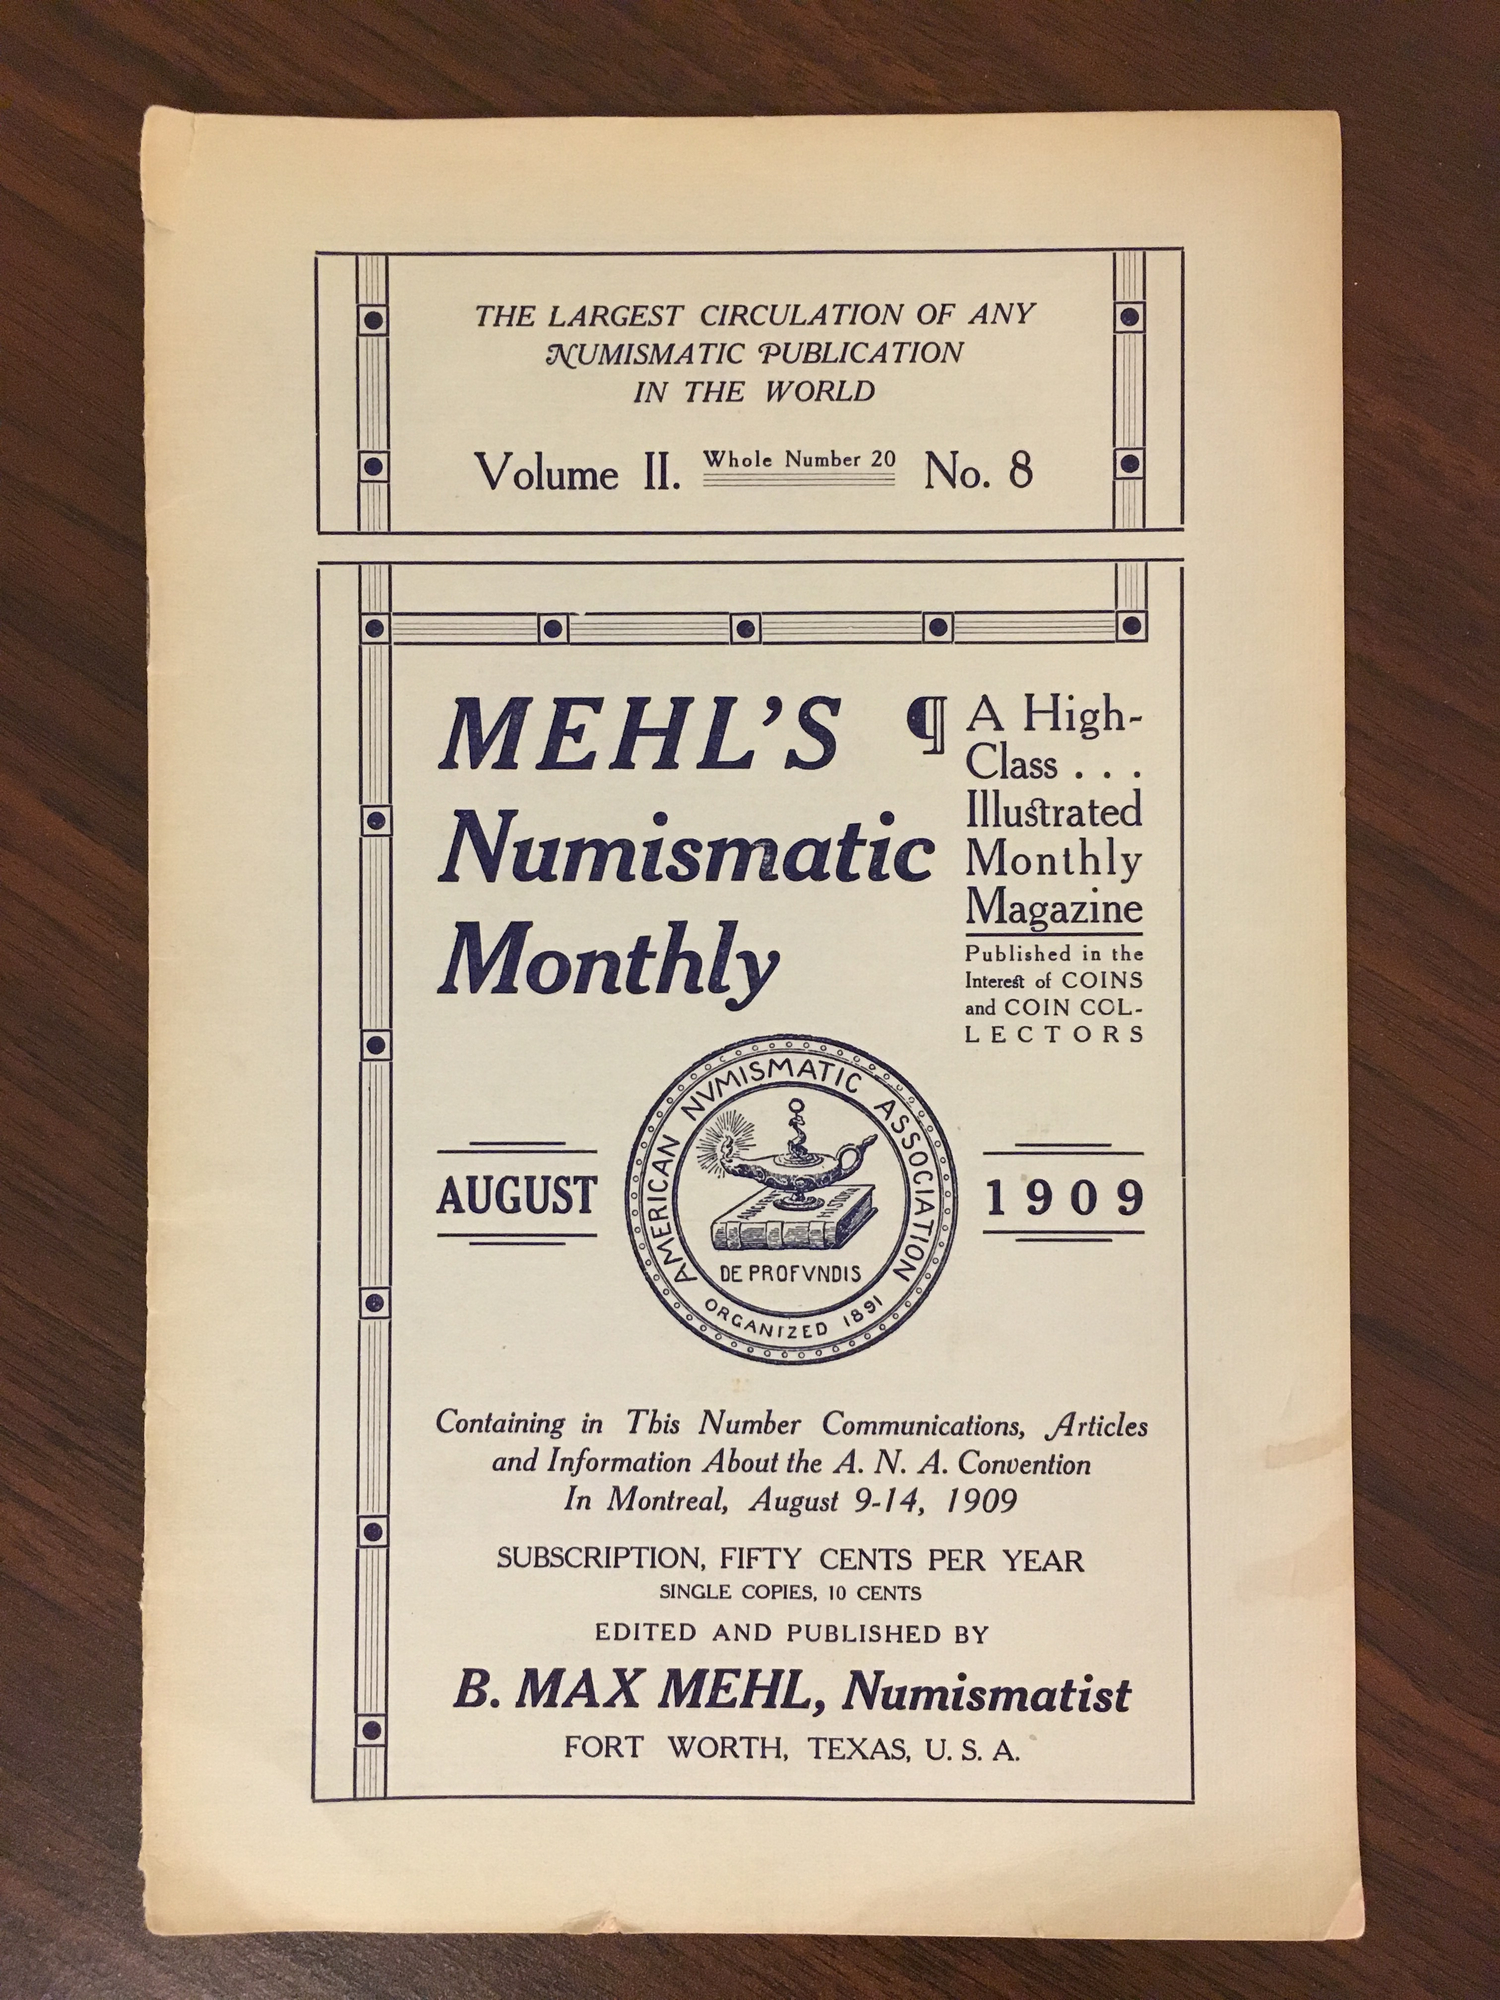 THE LARGEST CIRCULATION OF ANY
NUMISMATIC PUBLICATION
IN THE WORLD
Volume II. Whole Number 20 No. 8
MEHL'S
Numismatic
Monthly
¶ A High-
Class . . .
Illustrated
Monthly
Magazine
Published in the
Interest of COINS
and COIN COL-
LECTORS
AUGUST
AMERICAN NVMISMATIC ASSOCIATION
DE PROFVNDIS
ORGANIZED 1891
1909
Containing in This Number Communications, Articles
and Information About the A. N. A. Convention
In Montreal, August 9-14, 1909
SUBSCRIPTION, FIFTY CENTS PER YEAR
SINGLE COPIES, 10 CENTS
EDITED AND PUBLISHED BY
B. MAX MEHL, Numismatist
FORT WORTH, TEXAS, U. S. A.